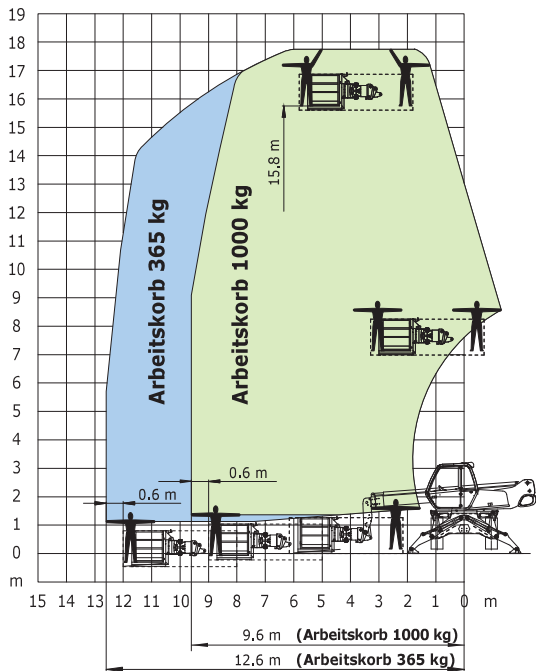 19
18
17
16
15
14
13
12
11
10
9
8
7
6
5
4
3
2
1
0
m
15.8 m
Arbeitskorb 365 kg
Arbeitskorb 1000 kg
0.6 m
0.6 m
15 14 13 12 11 10 9 8 7 6 5 4 3 2 1 0 m
9.6 m (Arbeitskorb 1000 kg)
12.6 m (Arbeitskorb 365 kg)